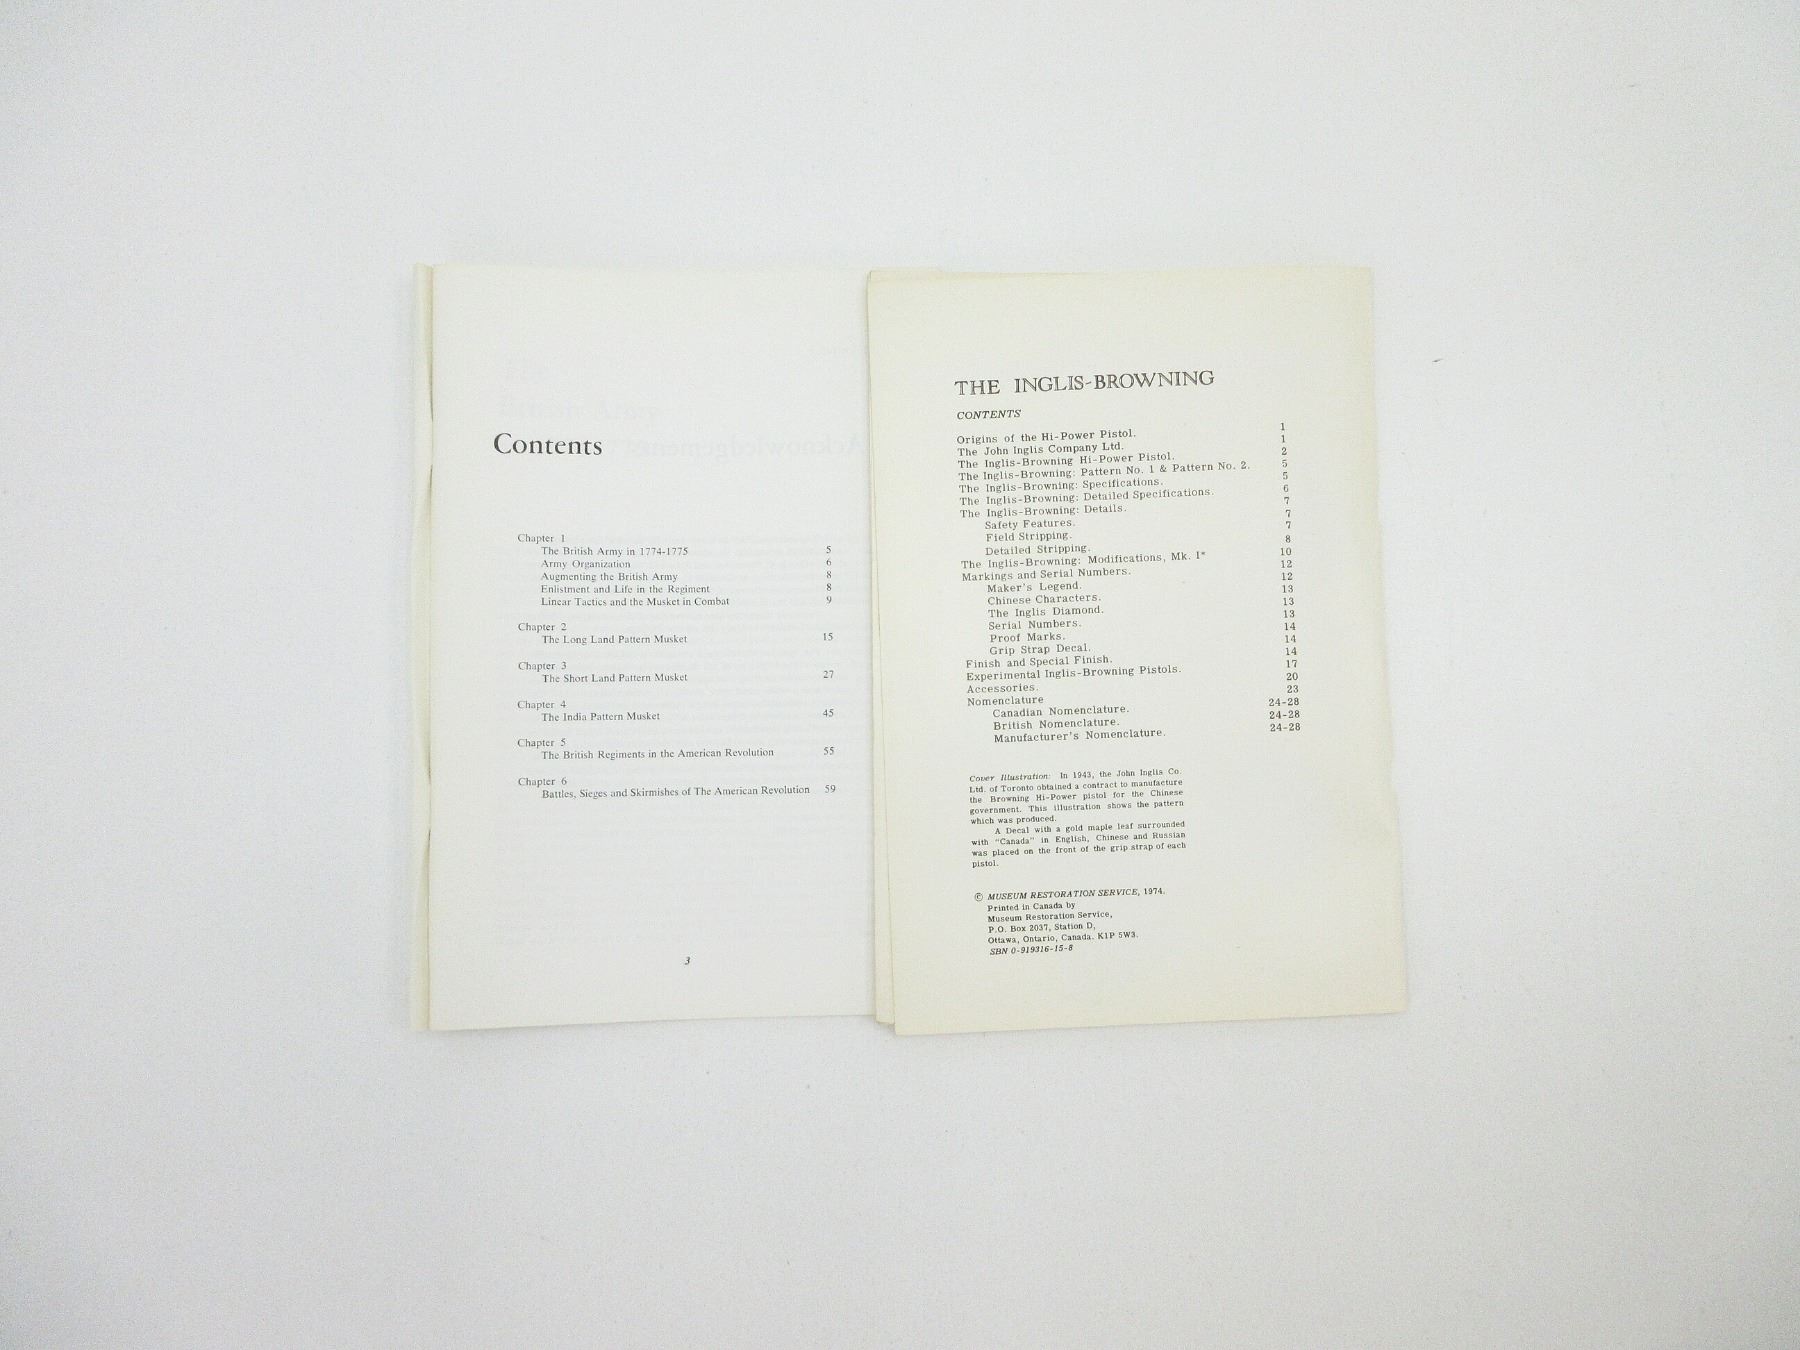 Contents
Chapter 1
The British Army in 1774-1775 5
Army Organization 6
Augmenting the British Army 8
Enlistment and Life in the Regiment 8
Linear Tactics and the Musket in Combat 9
Chapter 2
The Long Land Pattern Musket 15
Chapter 3
The Short Land Pattern Musket 27
Chapter 4
The India Pattern Musket 45
Chapter 5
The British Regiments in the American Revolution 55
Chapter 6
Battles, Sieges and Skirmishes of The American Revolution 59
3
THE INGLIS-BROWNING
CONTENTS
Origins of the Hi-Power Pistol. 1
The John Inglis Company Ltd. 1
The Inglis-Browning Hi-Power Pistol. 2
The Inglis-Browning: Pattern No. 1 & Pattern No. 2. 5
The Inglis-Browning: Specifications. 5
The Inglis-Browning: Detailed Specifications. 6
The Inglis-Browning: Details. 7
Safety Features. 7
Field Stripping. 7
Detailed Stripping. 8
The Inglis-Browning: Modifications, Mk. I* 10
Markings and Serial Numbers. 12
Maker's Legend. 12
Chinese Characters. 13
The Inglis Diamond. 13
Serial Numbers. 13
Proof Marks. 14
Grip Strap Decal. 14
Finish and Special Finish. 14
Experimental Inglis-Browning Pistols. 17
Accessories. 20
Nomenclature 23
Canadian Nomenclature. 24-28
British Nomenclature. 24-28
Manufacturer's Nomenclature. 24-28
Cover Illustration: In 1943, the John Inglis Co.
Ltd. of Toronto obtained a contract to manufacture
the Browning Hi-Power pistol for the Chinese
government. This illustration shows the pattern
which was produced.
A Decal with a gold maple leaf surrounded
with "Canada" in English, Chinese and Russian
was placed on the front of the grip strap of each
pistol.
© MUSEUM RESTORATION SERVICE, 1974.
Printed in Canada by
Museum Restoration Service,
P.O. Box 2037, Station D,
Ottawa, Ontario, Canada. K1P 5W3.
SBN 0-919316-15-8